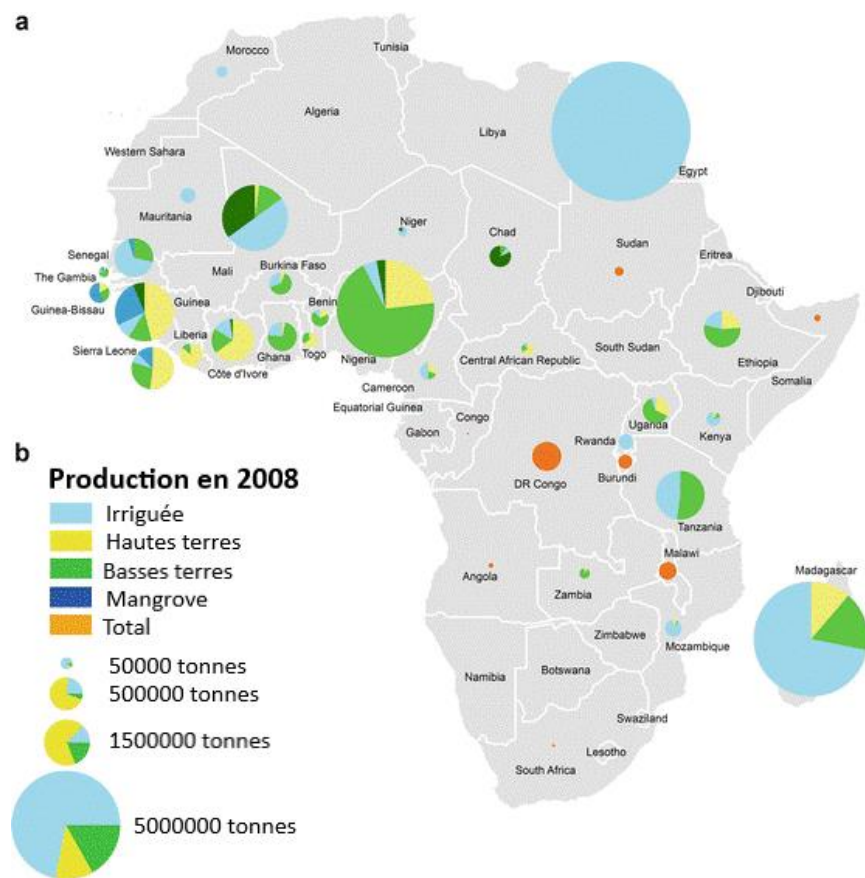 a
Morocco
Tunisia
Algeria
Libya
Egypt
Western Sahara
Mauritania
Niger
Chad
Sudan
Eritrea
Senegal
Mali
Burkina Faso
Djibouti
The Gambia
Guinea-Bissau
Guinea
Benin
Liberia
Sierra Leone
Ghana
Togo
Nigeria
Central African Republic
South Sudan
Ethiopia
Côte d'Ivore
Somalia
Cameroon
Equatorial Guinea
Congo
Uganda
Gabon
Rwanda
Kenya
b
DR Congo
Burundi
Production en 2008
Irriguée
Hautes terres
Basses terres
Mangrove
Total
Tanzania
Malawi
Madagascar
Angola
Zambia
Zimbabwe
Mozambique
Namibia
Botswana
Swaziland
Lesotho
South Africa
50000 tonnes
500000 tonnes
1500000 tonnes
5000000 tonnes